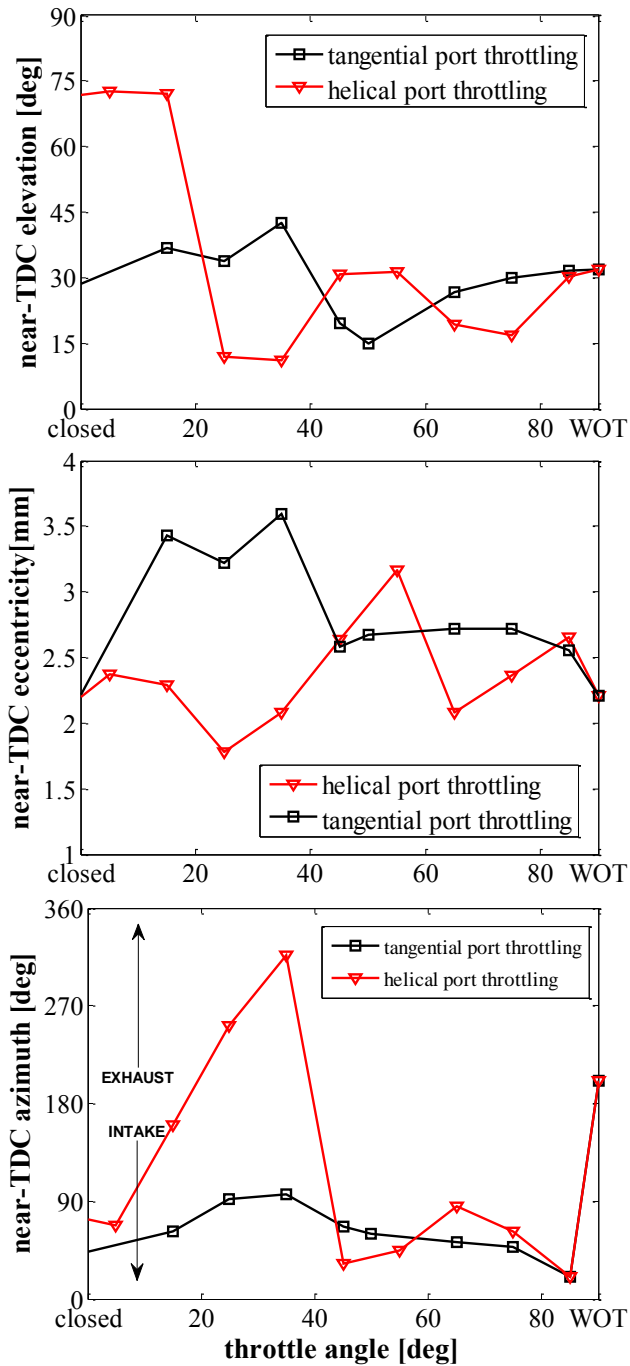 near-TDC elevation [deg]
90
75
60
45
30
15
0
tangential port throttling
helical port throttling
closed 20 40 60 80 WOT
near-TDC eccentricity[mm]
4
3.5
3
2.5
2
1.5
1
helical port throttling
tangential port throttling
closed 20 40 60 80 WOT
near-TDC azimuth [deg]
360
270
180
90
0
tangential port throttling
helical port throttling
EXHAUST
INTAKE
closed 20 40 60 80 WOT
throttle angle [deg]